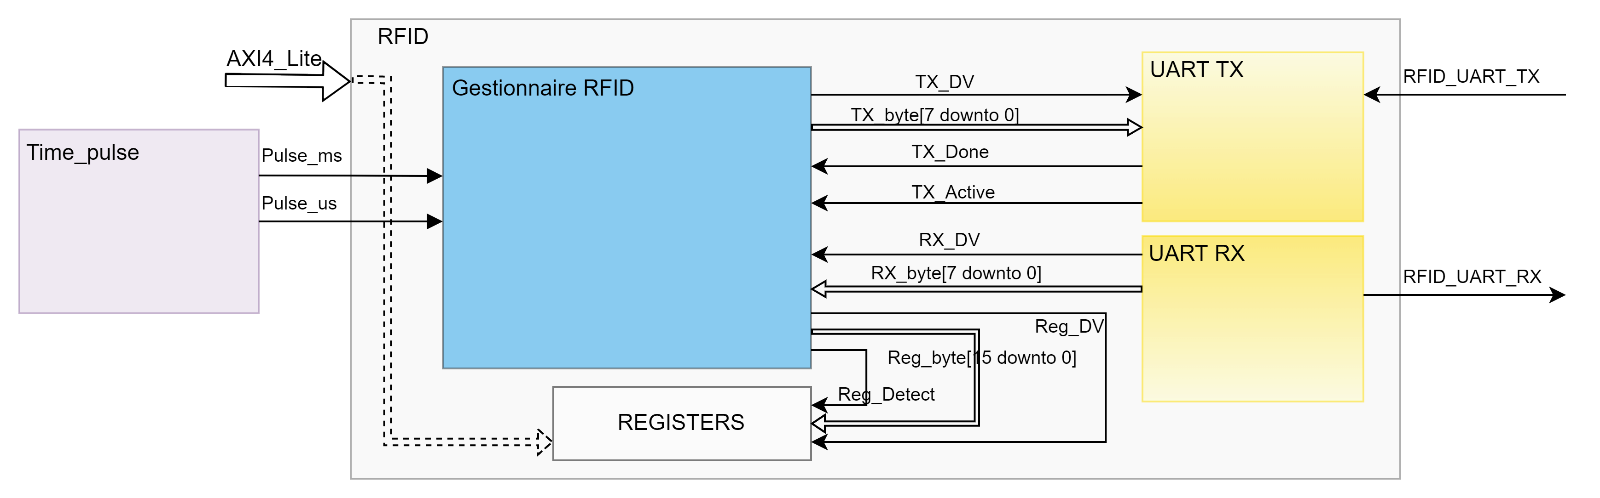 RFID
AXI4_Lite
Gestionnaire RFID
UART TX
TX_DV
RFID_UART_TX
TX_byte[7 downto 0]
Time_pulse
Pulse_ms
TX_Done
TX_Active
Pulse_us
RX_DV
UART RX
RX_byte[7 downto 0]
RFID_UART_RX
Reg_DV
Reg_byte[15 downto 0]
Reg_Detect
REGISTERS